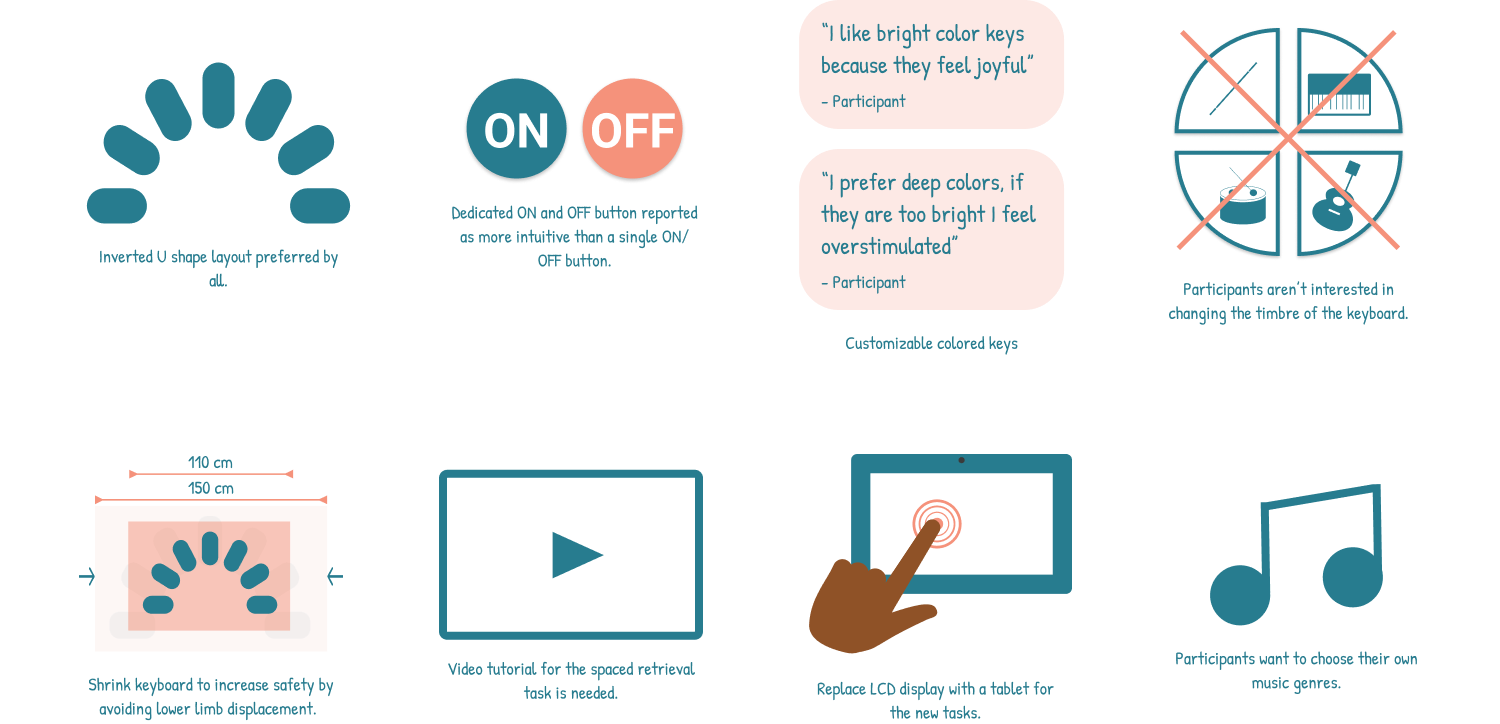 Inverted U shape layout preferred by
all.
ON OFF
Dedicated ON and OFF button reported
as more intuitive than a single ON/
OFF button.
“I like bright color keys
because they feel joyful”
- Participant
“I prefer deep colors, if
they are too bright I feel
overstimulated”
- Participant
Customizable colored keys
Participants aren’t interested in
changing the timbre of the keyboard.
110 cm
150 cm
Shrink keyboard to increase safety by
avoiding lower limb displacement.
Video tutorial for the spaced retrieval
task is needed.
Replace LCD display with a tablet for
the new tasks.
Participants want to choose their own
music genres.